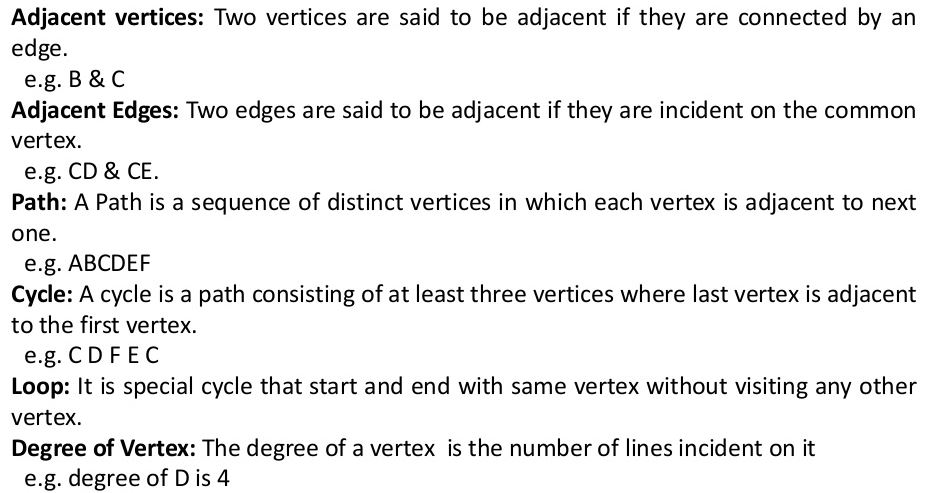 Adjacent vertices: Two vertices are said to be adjacent if they are connected by an
edge.
e.g. B & C
Adjacent Edges: Two edges are said to be adjacent if they are incident on the common
vertex.
e.g. CD & CE.
Path: A Path is a sequence of distinct vertices in which each vertex is adjacent to next
one.
e.g. ABCDEF
Cycle: A cycle is a path consisting of at least three vertices where last vertex is adjacent
to the first vertex.
e.g. C D F E C
Loop: It is special cycle that start and end with same vertex without visiting any other
vertex.
Degree of Vertex: The degree of a vertex is the number of lines incident on it
e.g. degree of D is 4